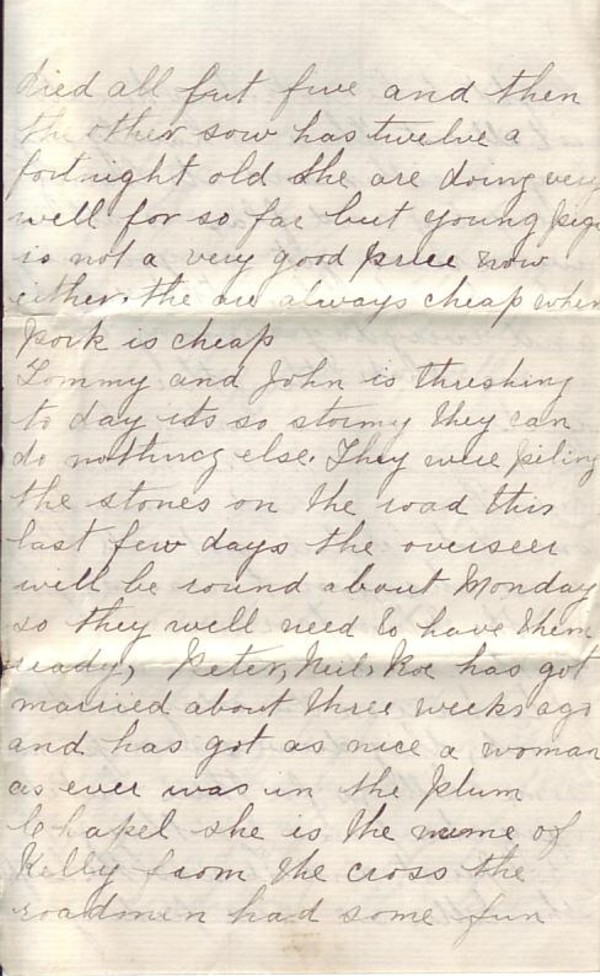 died all but five and then
the other sow has twelve a
fortnight old the are doing very
well for so far but young pigs
is not a very good price now
either. the are always cheap when
pork is cheap
Tommy and John is threshing
to day its so stormy they can
do nothing else. They were piling
the stones on the road this
last few days the overseer
will be round about Monday
so they well need to have them
ready, Peter, Neil, Roe has got
married about three weeks ago
and has got as nice a woman
as ever was in the plum
Chapel she is the name of
Kelly from the cross the
roadmen had some fun